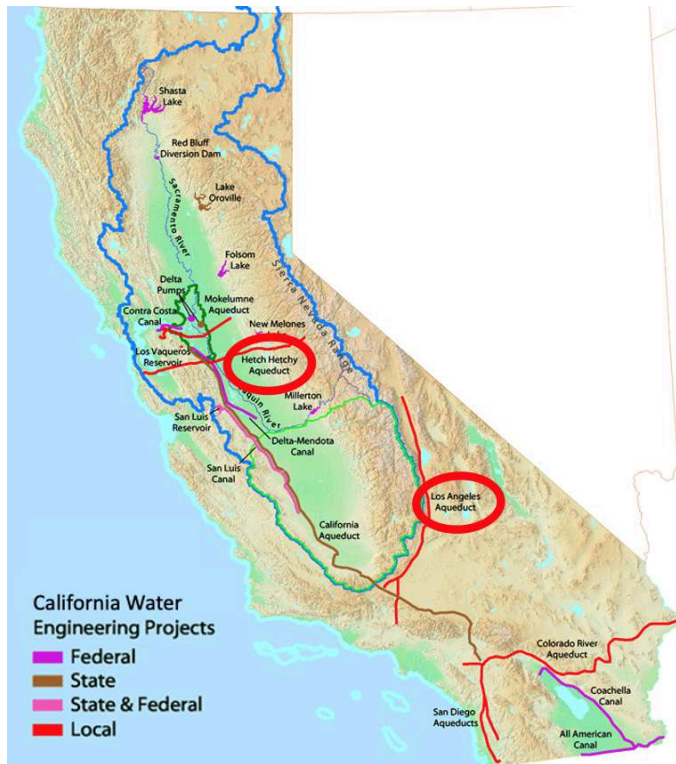 Shasta
Lake
Red Bluff
Diversion Dam
Sacramento River
Lake
Oroville
Folsom
Lake
Delta
Pumps
Mokelumne
Aqueduct
Sierra Nevada Range
Contra Costa
Canal
New Melones
Los Vaqueros
Reservoir
Hetch Hetchy
Aqueduct
Millerton
Lake
quin River
San Luis
Reservoir
Delta-Mendota
Canal
San Luis
Canal
Los Angeles
Aqueduct
California
Aqueduct
California Water
Engineering Projects
Federal
State
State & Federal
Local
Colorado River
Aqueduct
Coachella
Canal
San Diego
Aqueducts
All American
Canal